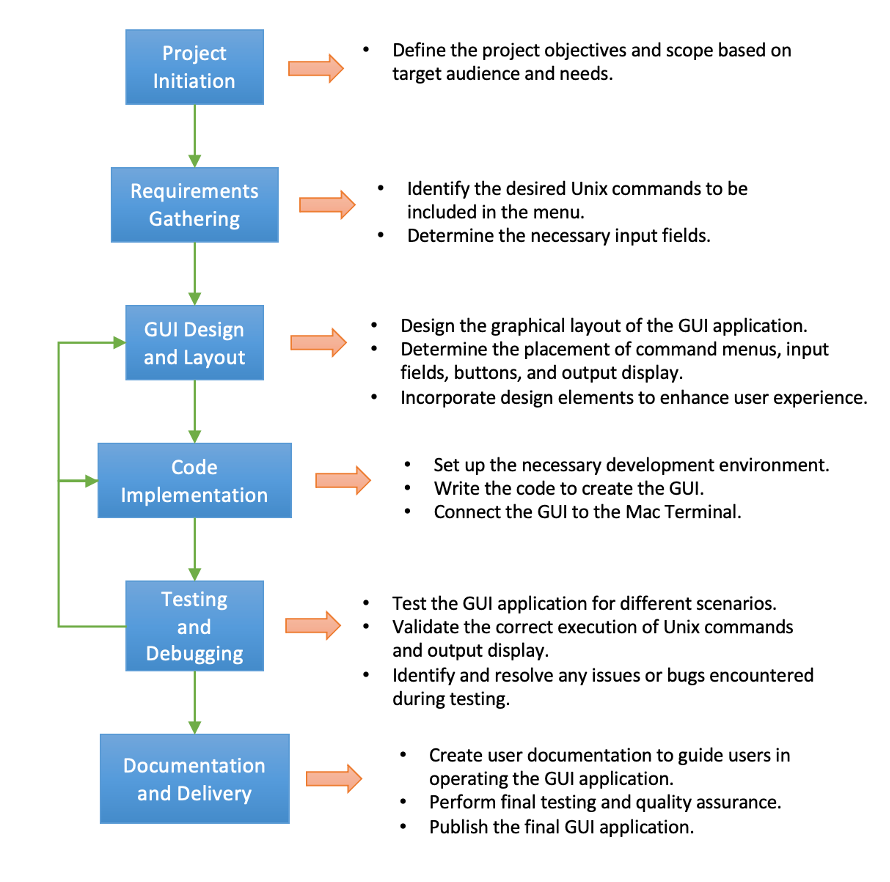 Project
Initiation
• Define the project objectives and scope based on
target audience and needs.
Requirements
Gathering
• Identify the desired Unix commands to be
included in the menu.
• Determine the necessary input fields.
GUI Design
and Layout
• Design the graphical layout of the GUI application.
• Determine the placement of command menus, input
fields, buttons, and output display.
• Incorporate design elements to enhance user experience.
Code
Implementation
• Set up the necessary development environment.
• Write the code to create the GUI.
• Connect the GUI to the Mac Terminal.
Testing
and
Debugging
• Test the GUI application for different scenarios.
• Validate the correct execution of Unix commands
and output display.
• Identify and resolve any issues or bugs encountered
during testing.
Documentation
and Delivery
• Create user documentation to guide users in
operating the GUI application.
• Perform final testing and quality assurance.
• Publish the final GUI application.